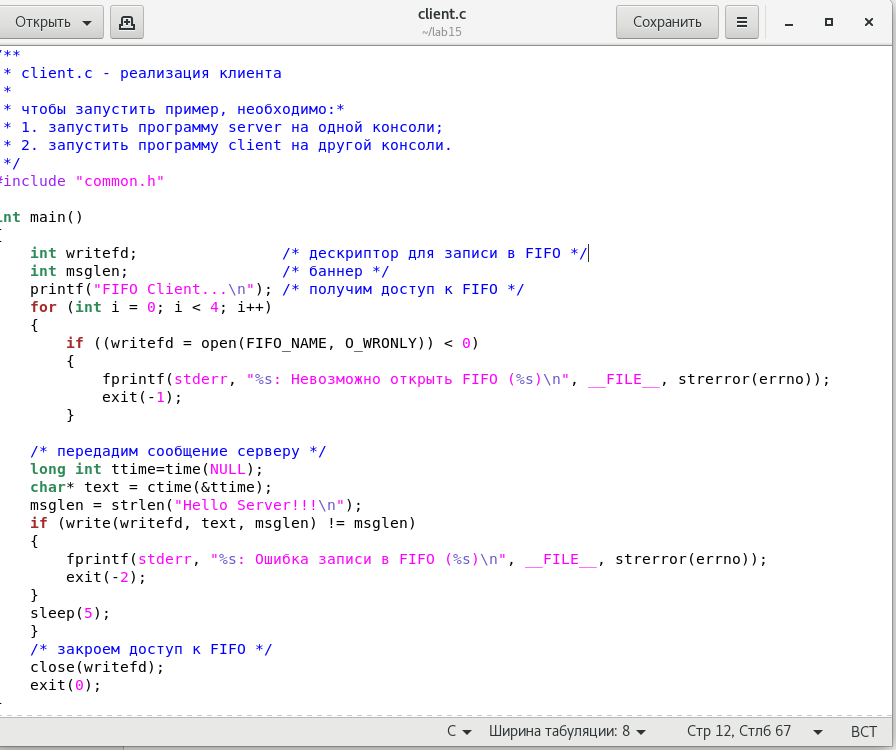 Открыть
client.c
~/lab15
Сохранить
/**
 * client.c - реализация клиента
 *
 * чтобы запустить пример, необходимо:*
 * 1. запустить программу server на одной консоли;
 * 2. запустить программу client на другой консоли.
 */
#include "common.h"
int main()
{
    int writefd;                /* дескриптор для записи в FIFO */
    int msglen;                 /* баннер */
    printf("FIFO Client...\n"); /* получим доступ к FIFO */
    for (int i = 0; i < 4; i++)
    {
        if ((writefd = open(FIFO_NAME, O_WRONLY)) < 0)
        {
            fprintf(stderr, "%s: Невозможно открыть FIFO (%s)\n", __FILE__, strerror(errno));
            exit(-1);
        }
    /* передадим сообщение серверу */
    long int ttime=time(NULL);
    char* text = ctime(&ttime);
    msglen = strlen("Hello Server!!!\n");
    if (write(writefd, text, msglen) != msglen)
    {
        fprintf(stderr, "%s: Ошибка записи в FIFO (%s)\n", __FILE__, strerror(errno));
        exit(-2);
    }
    sleep(5);
    }
    /* закроем доступ к FIFO */
    close(writefd);
    exit(0);
C
Ширина табуляции: 8
Стр 12, Стлб 67
ВСТ